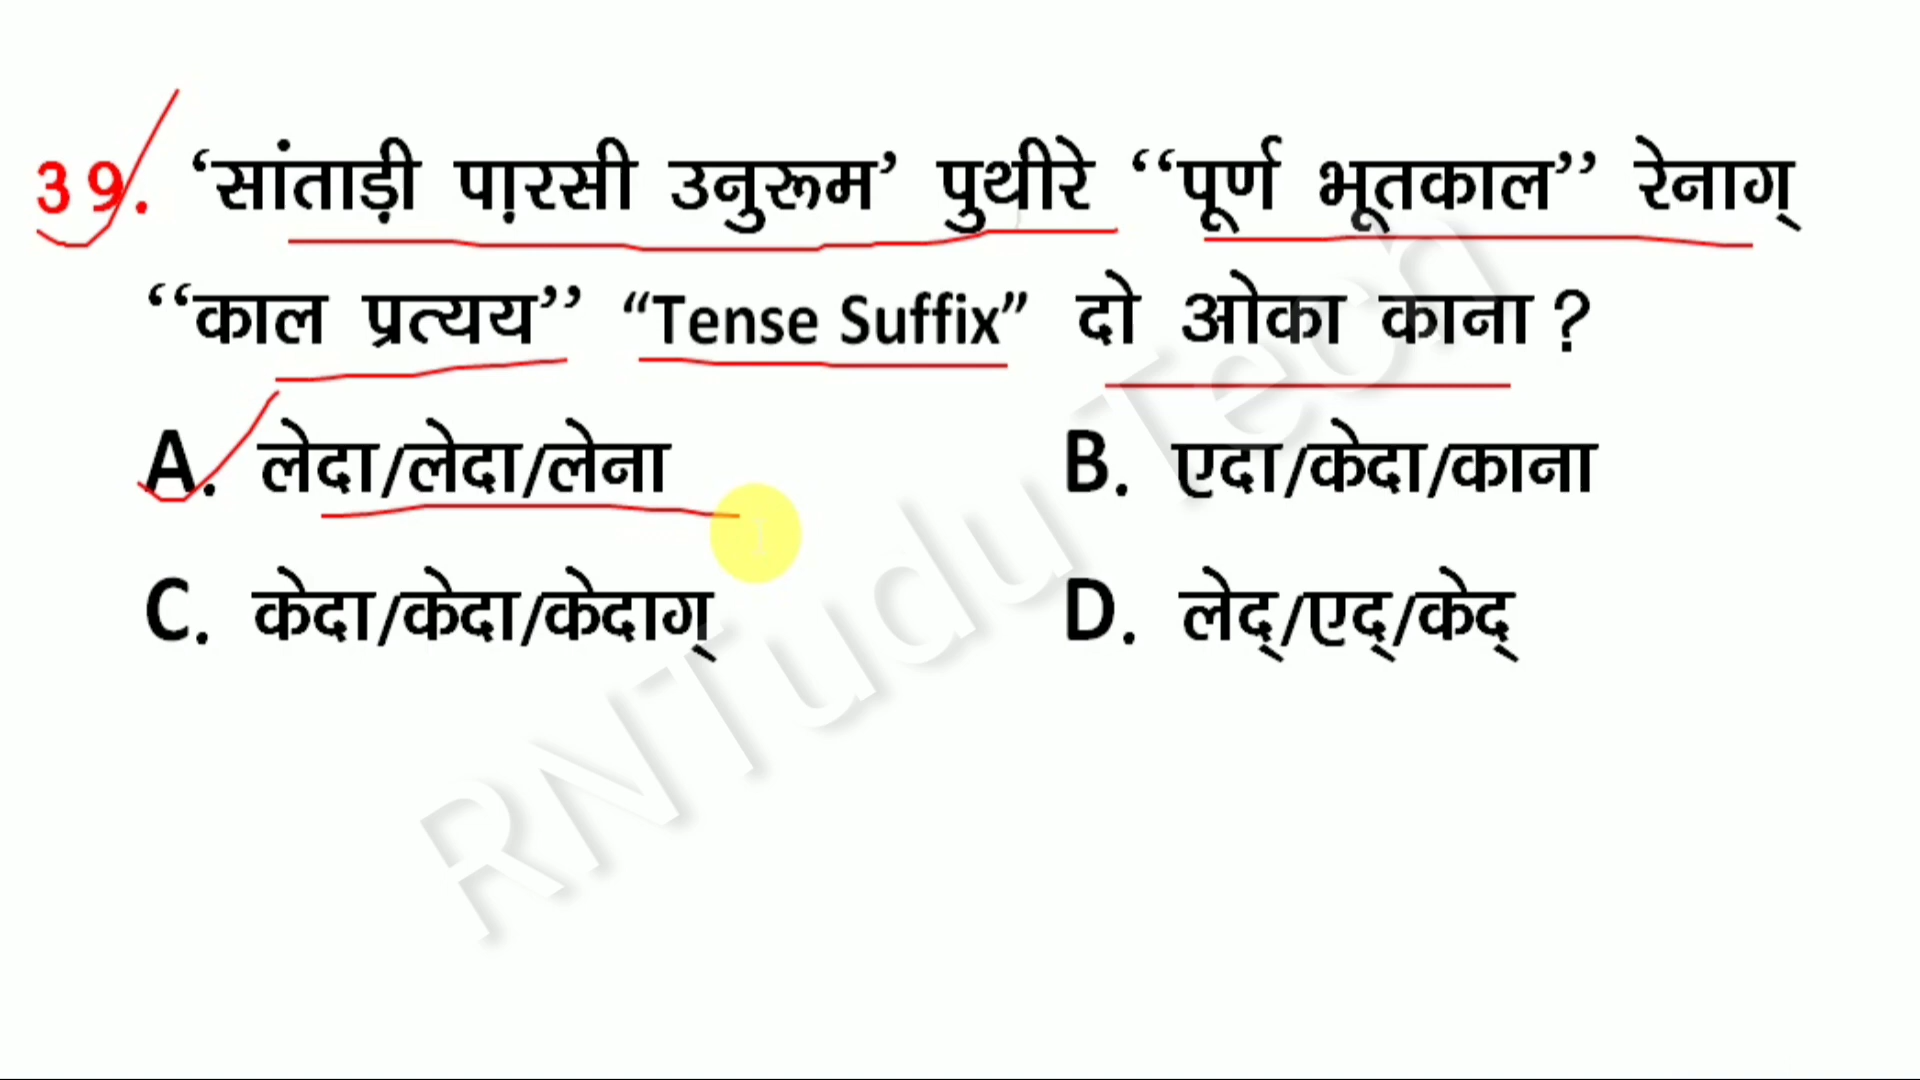 39. ‘सांताड़ी पा़रसी उनुरूम’ पुथीरे ‘‘पूर्ण भूतकाल’’ रेनाग्
‘‘काल प्रत्यय’’ “Tense Suffix” दो ओका काना ?
A. लेदा/लेदा/लेना
B. एदा/केदा/काना
C. केदा/केदा/केदाग्
D. लेद्/एद्/केद्
RNTudu Tech